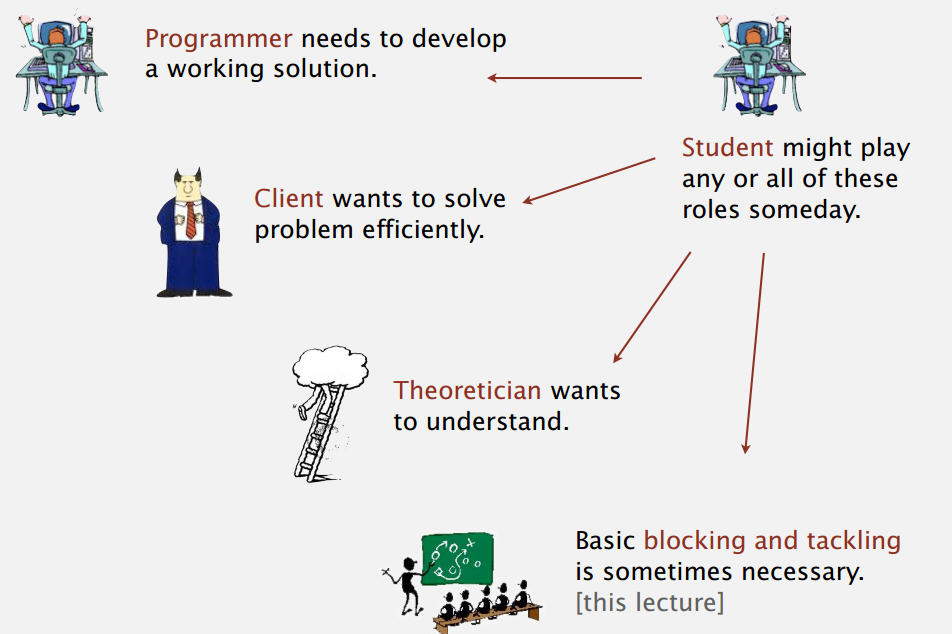 Programmer needs to develop
a working solution.
Student might play
any or all of these
roles someday.
Client wants to solve
problem efficiently.
Theoretician wants
to understand.
Basic blocking and tackling
is sometimes necessary.
[this lecture]